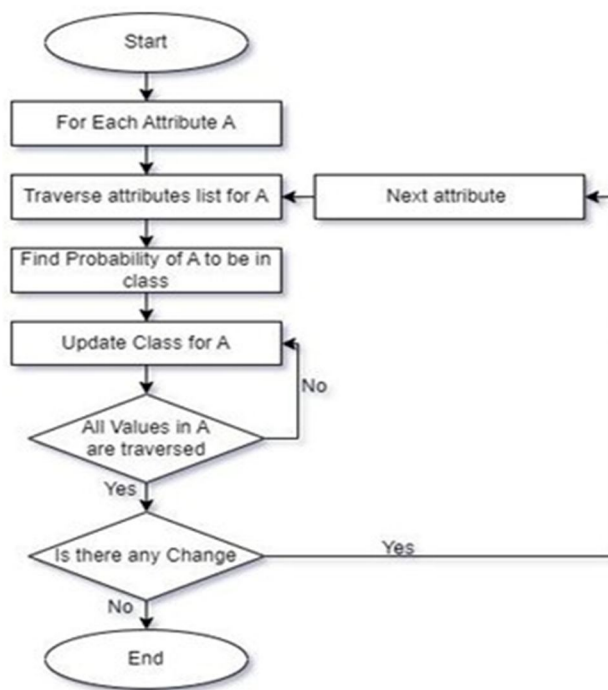 Start
For Each Attribute A
Traverse attributes list for A
Next attribute
Find Probability of A to be in
class
Update Class for A
No
All Values in A
are traversed
Yes
Is there any Change
Yes
No
End